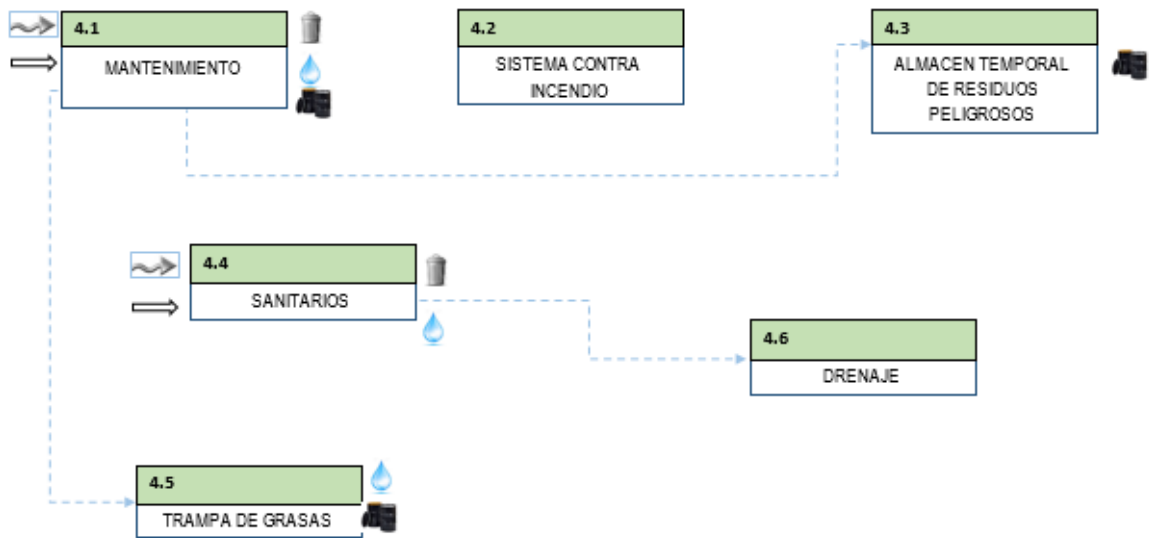 4.1
MANTENIMIENTO
4.2
SISTEMA CONTRA
INCENDIO
4.3
ALMACEN TEMPORAL
DE RESIDUOS
PELIGROSOS
4.4
SANITARIOS
4.6
DRENAJE
4.5
TRAMPA DE GRASAS